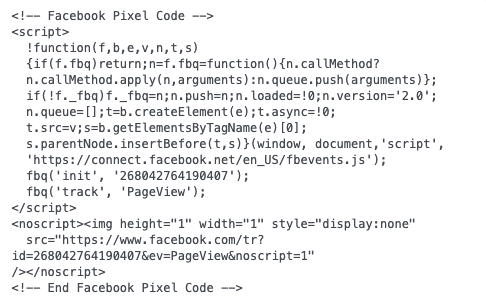 <!-- Facebook Pixel Code -->
<script>
  !function(f,b,e,v,n,t,s)
  {if(f.fbq)return;n=f.fbq=function(){n.callMethod?
  n.callMethod.apply(n,arguments):n.queue.push(arguments)};
  if(!f._fbq)f._fbq=n;n.push=n;n.loaded=!0;n.version='2.0';
  n.queue=[];t=b.createElement(e);t.async=!0;
  t.src=v;s=b.getElementsByTagName(e)[0];
  s.parentNode.insertBefore(t,s)}(window, document,'script',
  'https://connect.facebook.net/en_US/fbevents.js');
  fbq('init', '268042764190407');
  fbq('track', 'PageView');
</script>
<noscript><img height="1" width="1" style="display:none"
  src="https://www.facebook.com/tr?
id=268042764190407&ev=PageView&noscript=1"
/></noscript>
<!-- End Facebook Pixel Code -->